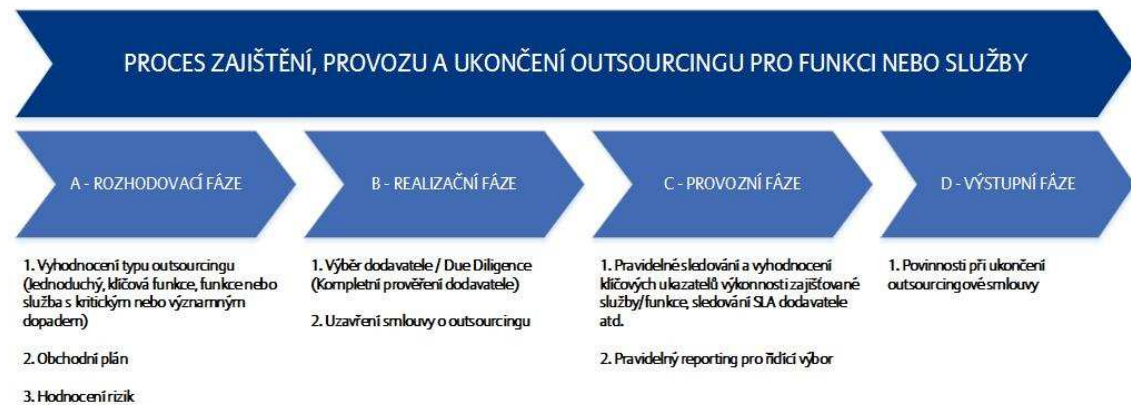 PROCES ZAJIŠTĚNÍ, PROVOZU A UKONČENÍ OUTSOURCINGU PRO FUNKCI NEBO SLUŽBY
A - ROZHODOVACÍ FÁZE
1. Vyhodnocení typu outsourcingu
(Jednoduchý, klíčová funkce, funkce nebo
služba s kritickým nebo významným
dopadem)
2. Obchodní plán
3. Hodnocení rizik
B - REALIZAČNÍ FÁZE
1. Výběr dodavatele / Due Diligence
(Kompletní prověření dodavatele)
2. Uzavření smlouvy o outsourcingu
C - PROVOZNÍ FÁZE
1. Pravidelné sledování a vyhodnocení
klíčových ukazatelů výkonnosti zajišťované
služby/funkce, sledování SLA dodavatele
atd.
2. Pravidelný reporting pro řídící výbor
D - VÝSTUPNÍ FÁZE
1. Povinnosti při ukončení
outsourcingové smlouvy